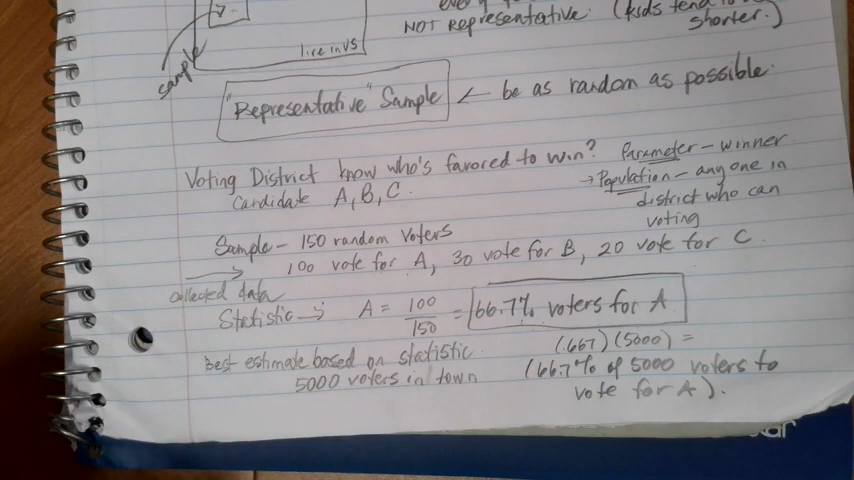 NOT Representative. (kids tend
shorter.)
live in US
sample
"Representative" Sample ← be as random as possible.
Voting District know who's favored to win? Parameter – winner
Candidate A, B, C.
→ Population – any one in
district who can
voting
Sample – 150 random voters
100 vote for A, 30 vote for B, 20 vote for C.
collected data
Statistic → A = 100/150 = 66.7% voters for A
Best estimate based on statistic.
5000 voters in town
(.667)(5000) =
(66.7% of 5000 voters to
vote for A).